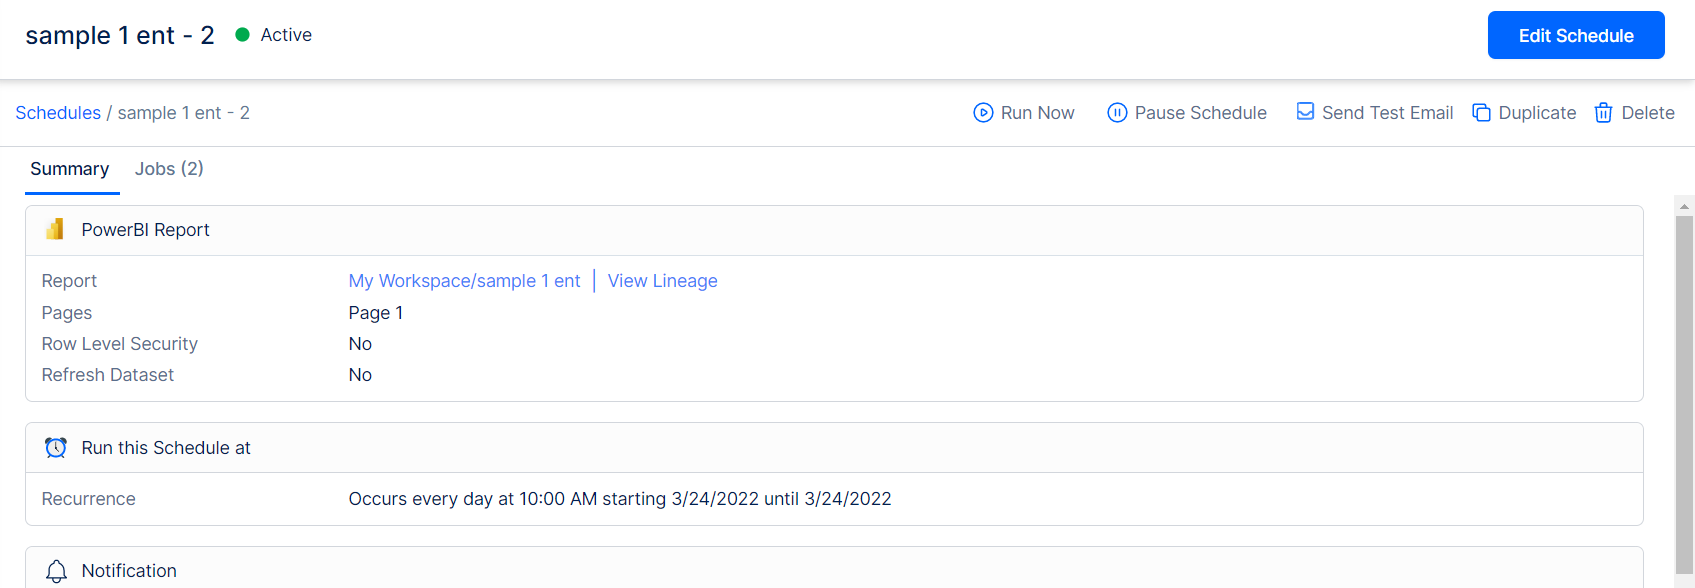 sample 1 ent - 2 Active Edit Schedule
Schedules / sample 1 ent - 2 Run Now Pause Schedule Send Test Email Duplicate Delete
Summary Jobs (2)
PowerBI Report
Report My Workspace/sample 1 ent | View Lineage
Pages Page 1
Row Level Security No
Refresh Dataset No
Run this Schedule at
Recurrence Occurs every day at 10:00 AM starting 3/24/2022 until 3/24/2022
Notification